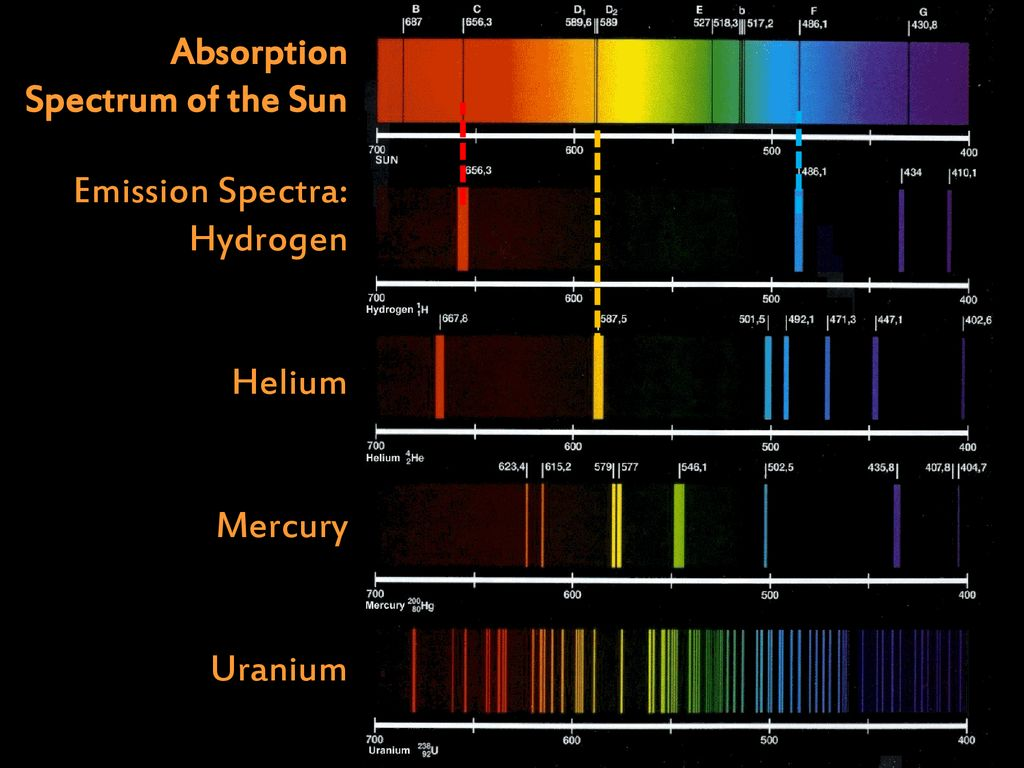 B C D₁ D₂ E b F G
687 656,3 589,6 589 527 518,3 517,2 486,1 430,8
Absorption
Spectrum of the Sun
700 600 500 400
SUN
656,3 486,1 434 410,1
Emission Spectra:
Hydrogen
700 600 500 400
Hydrogen ¹₁H
667,8 587,5 501,5 492,1 471,3 447,1 402,6
Helium
700 600 500 400
Helium ⁴₂He
623,4 615,2 579 577 546,1 502,5 435,8 407,8 404,7
Mercury
700 600 500 400
Mercury ²⁰⁰₈₀Hg
Uranium
700 600 500 400
Uranium ²³⁸₉₂U